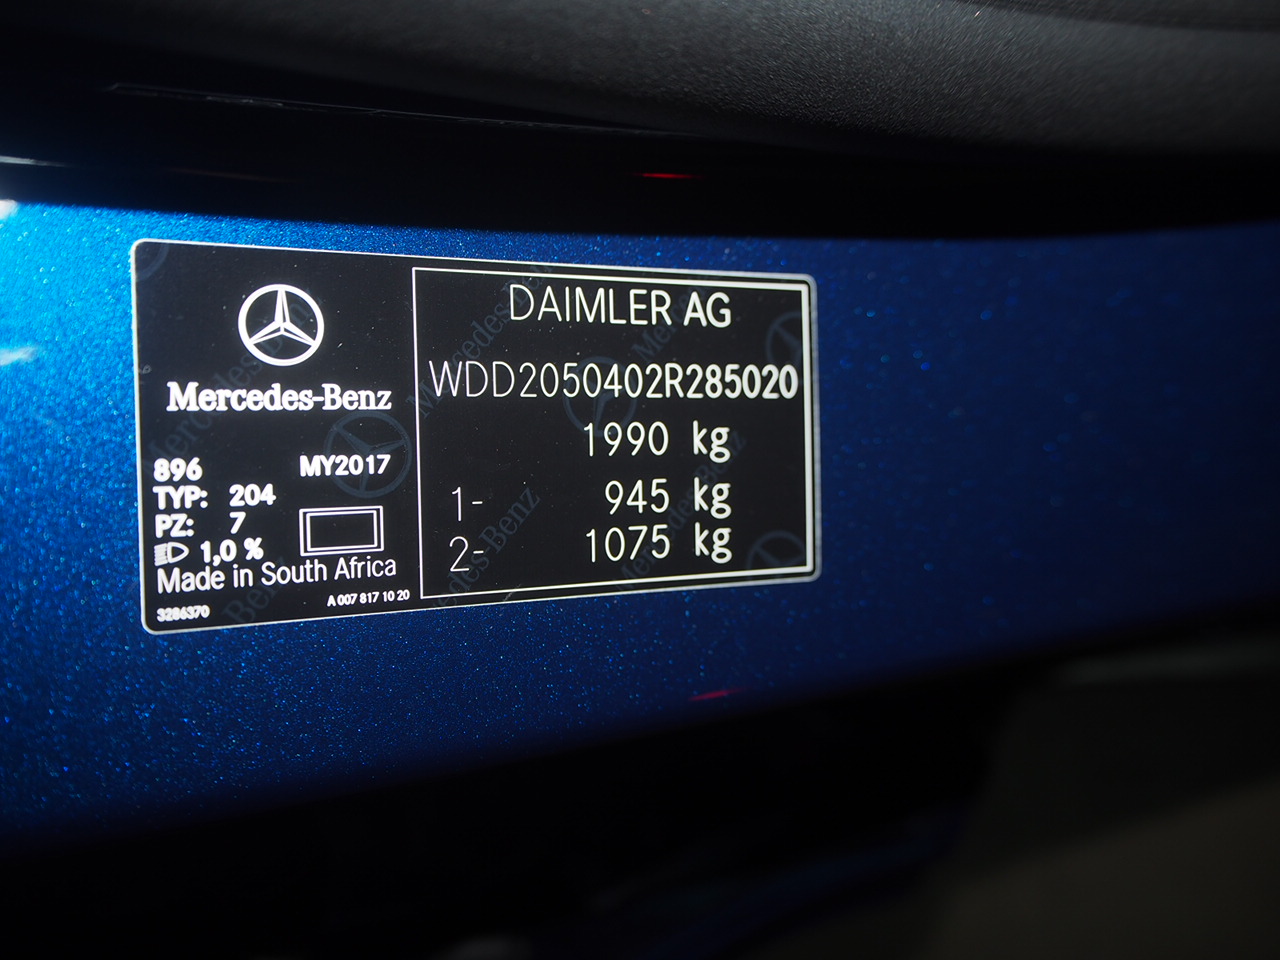 Mercedes-Benz
896 MY2017
TYP: 204
PZ: 7
1,0 %
Made in South Africa
3286370 A 007 817 10 20
DAIMLER AG
WDD2050402R285020
1990 kg
1- 945 kg
2- 1075 kg